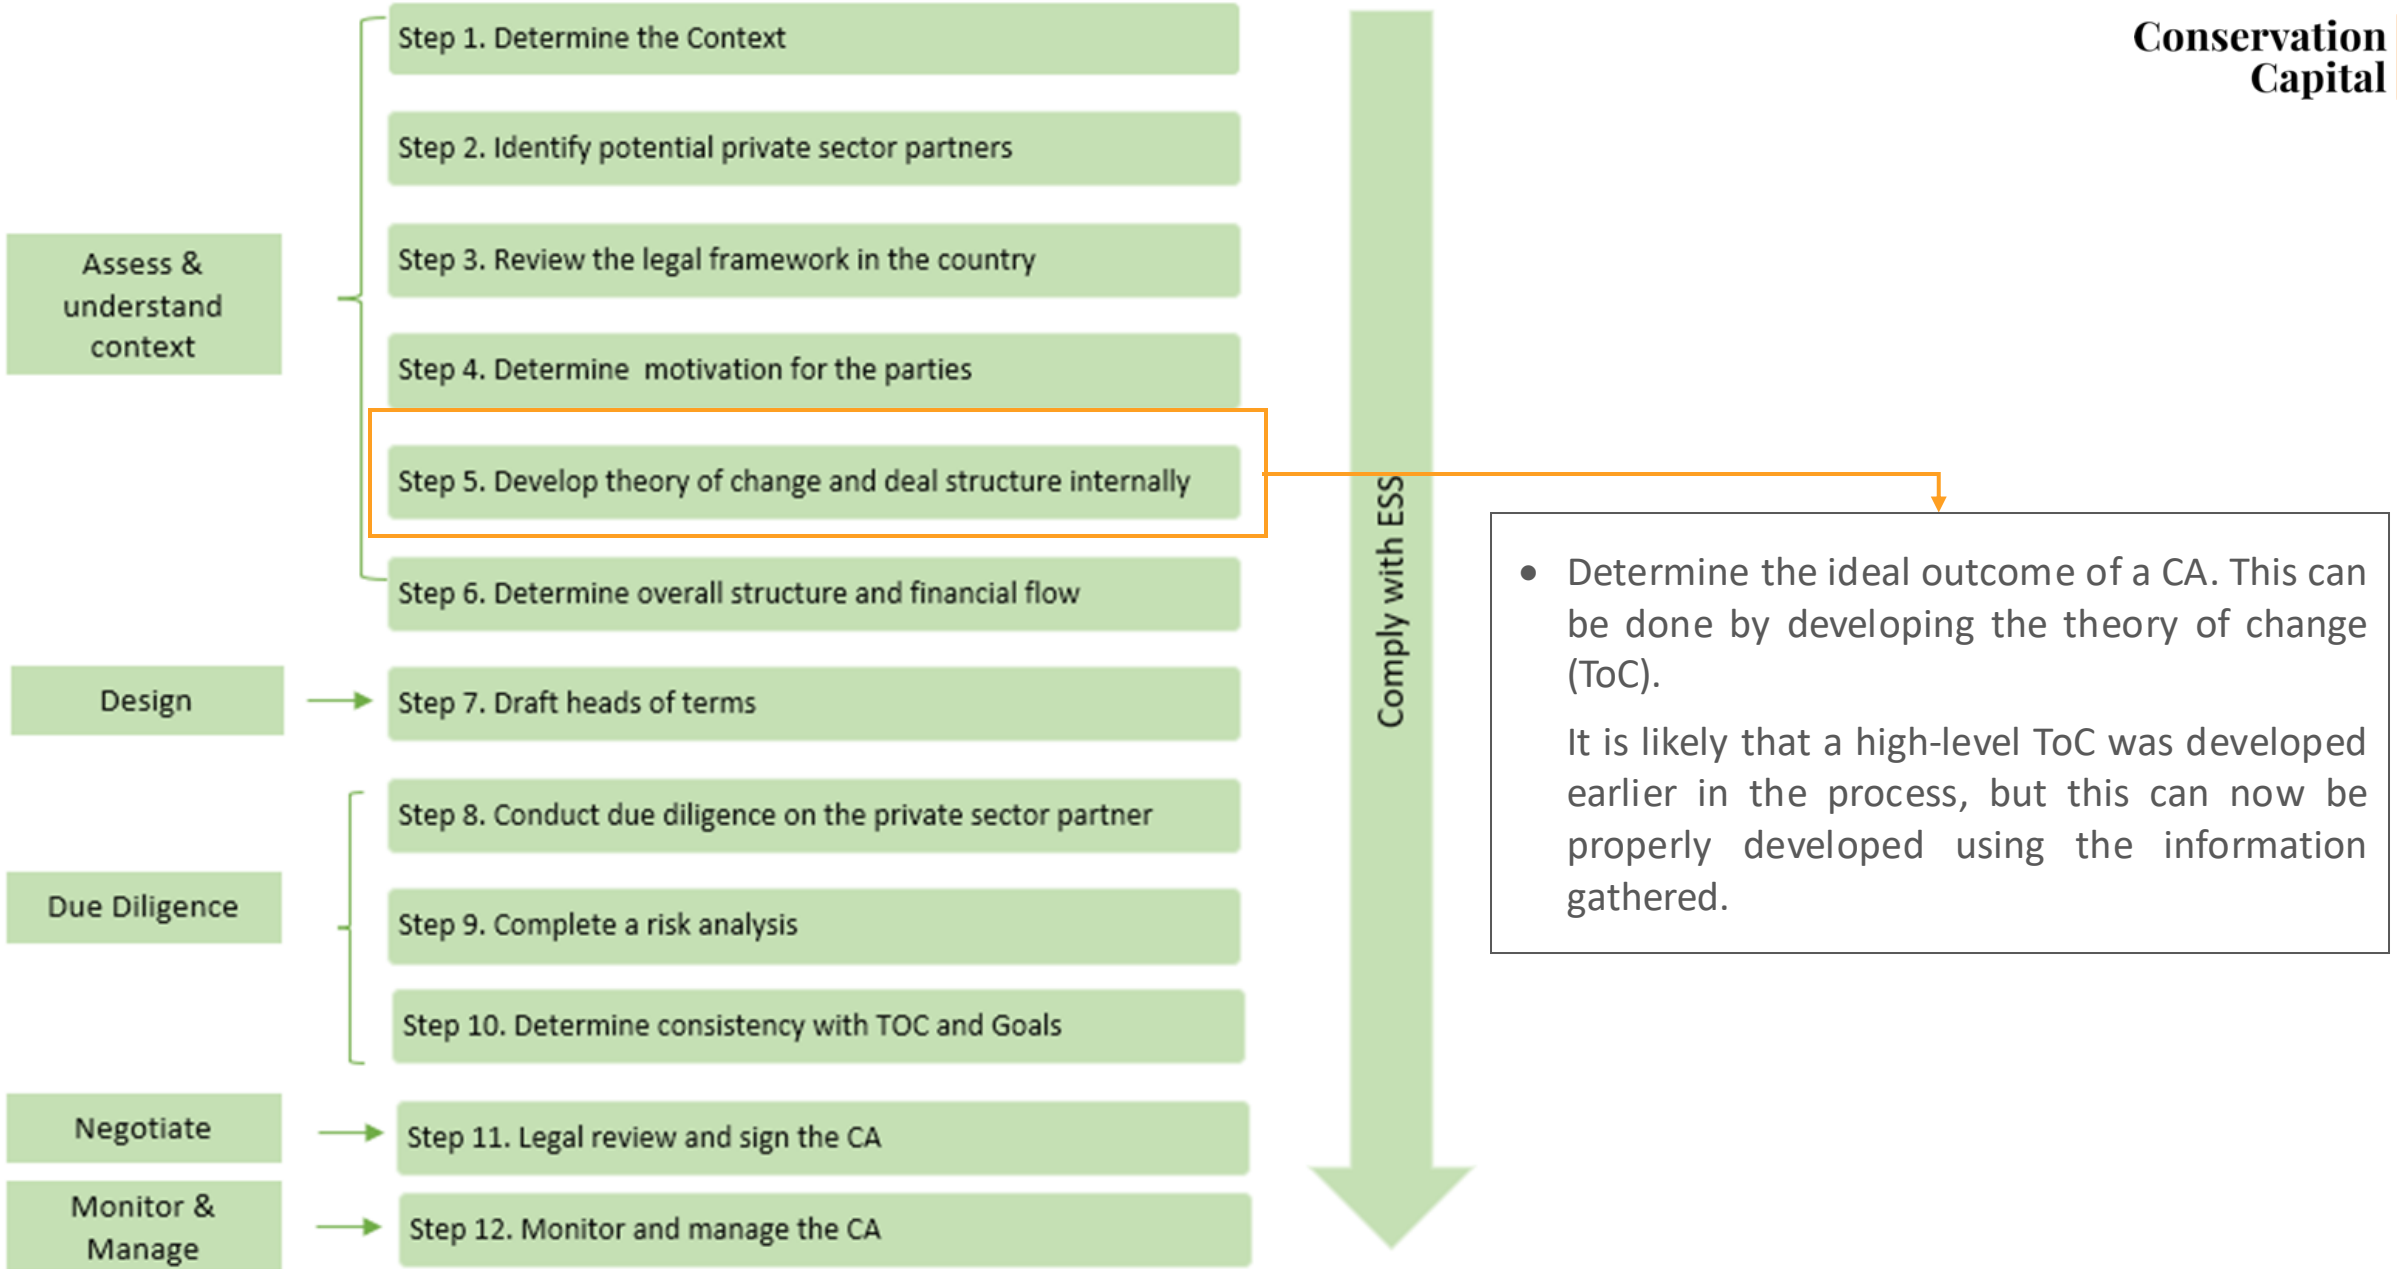 Conservation
Capital
Step 1. Determine the Context
Step 2. Identify potential private sector partners
Step 3. Review the legal framework in the country
Assess &
understand
context
Step 4. Determine  motivation for the parties
Step 5. Develop theory of change and deal structure internally
Step 6. Determine overall structure and financial flow
Design
Step 7. Draft heads of terms
Step 8. Conduct due diligence on the private sector partner
Due Diligence
Step 9. Complete a risk analysis
Step 10. Determine consistency with TOC and Goals
Negotiate
Step 11. Legal review and sign the CA
Monitor &
Manage
Step 12. Monitor and manage the CA
Comply with ESS
• Determine the ideal outcome of a CA. This can
be done by developing the theory of change
(ToC).
It is likely that a high-level ToC was developed
earlier in the process, but this can now be
properly developed using the information
gathered.